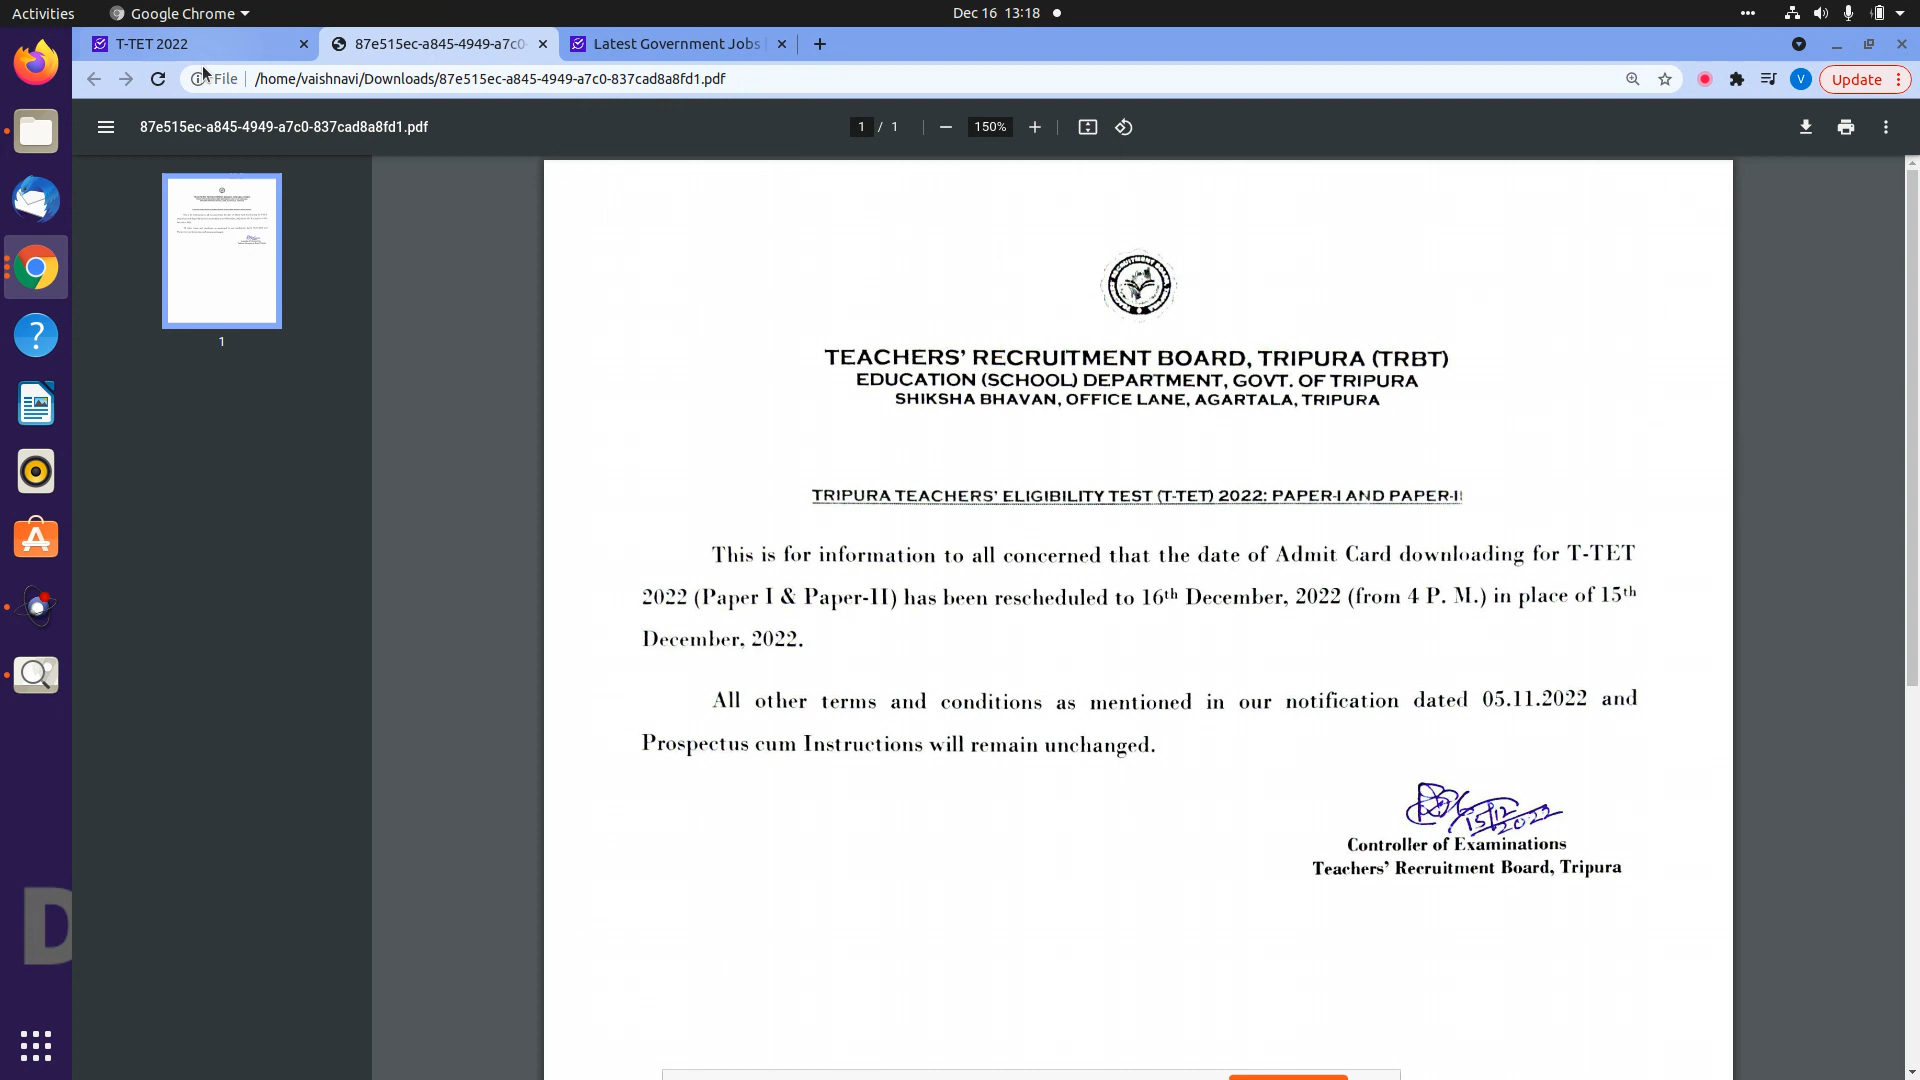 Activities
Google Chrome
Dec 16 13:18
T-TET 2022
87e515ec-a845-4949-a7c0-
Latest Government Jobs
File
/home/vaishnavi/Downloads/87e515ec-a845-4949-a7c0-837cad8a8fd1.pdf
V
Update
87e515ec-a845-4949-a7c0-837cad8a8fd1.pdf
1 / 1
150%
1
TEACHERS' RECRUITMENT BOARD, TRIPURA (TRBT)
EDUCATION (SCHOOL) DEPARTMENT, GOVT. OF TRIPURA
SHIKSHA BHAVAN, OFFICE LANE, AGARTALA, TRIPURA
TRIPURA TEACHERS' ELIGIBILITY TEST (T-TET) 2022: PAPER-I AND PAPER-II
This is for information to all concerned that the date of Admit Card downloading for T-TET
2022 (Paper I & Paper-II) has been rescheduled to 16th December, 2022 (from 4 P. M.) in place of 15th
December, 2022.
All other terms and conditions as mentioned in our notification dated 05.11.2022 and
Prospectus cum Instructions will remain unchanged.
15/12
2022
Controller of Examinations
Teachers' Recruitment Board, Tripura